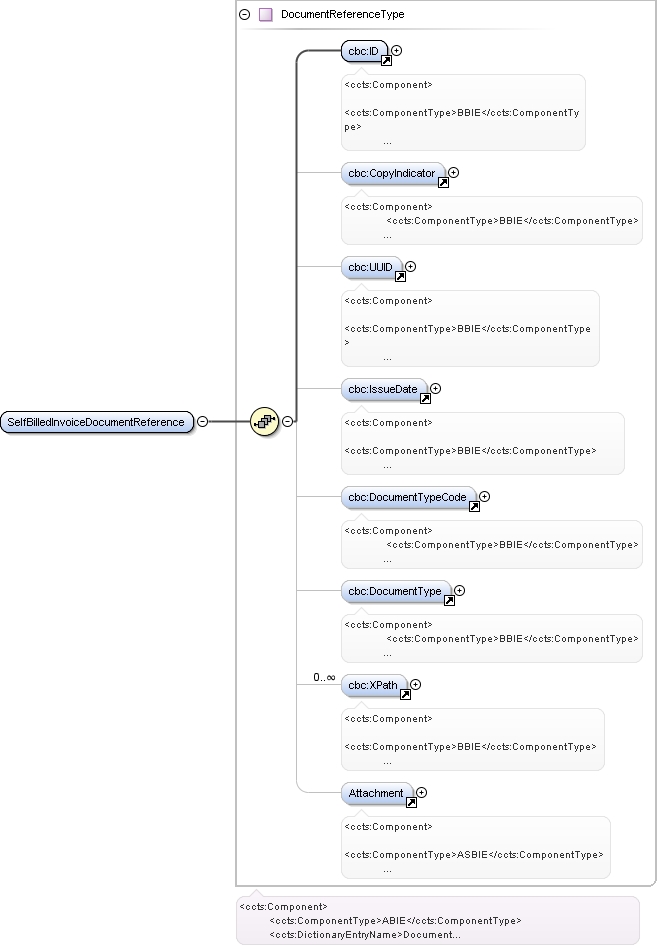 DocumentReferenceType
cbc:ID
<ccts:Component>
<ccts:ComponentType>BBIE</ccts:ComponentTy
pe>
...
cbc:CopyIndicator
<ccts:Component>
<ccts:ComponentType>BBIE</ccts:ComponentType>
...
cbc:UUID
<ccts:Component>
<ccts:ComponentType>BBIE</ccts:ComponentType
>
...
cbc:IssueDate
<ccts:Component>
<ccts:ComponentType>BBIE</ccts:ComponentType>
...
SelfBilledInvoiceDocumentReference
cbc:DocumentTypeCode
<ccts:Component>
<ccts:ComponentType>BBIE</ccts:ComponentType>
...
cbc:DocumentType
<ccts:Component>
<ccts:ComponentType>BBIE</ccts:ComponentType>
...
0..∞
cbc:XPath
<ccts:Component>
<ccts:ComponentType>BBIE</ccts:ComponentType>
...
Attachment
<ccts:Component>
<ccts:ComponentType>ASBIE</ccts:ComponentType>
...
<ccts:Component>
<ccts:ComponentType>ABIE</ccts:ComponentType>
<ccts:DictionaryEntryName>Document...